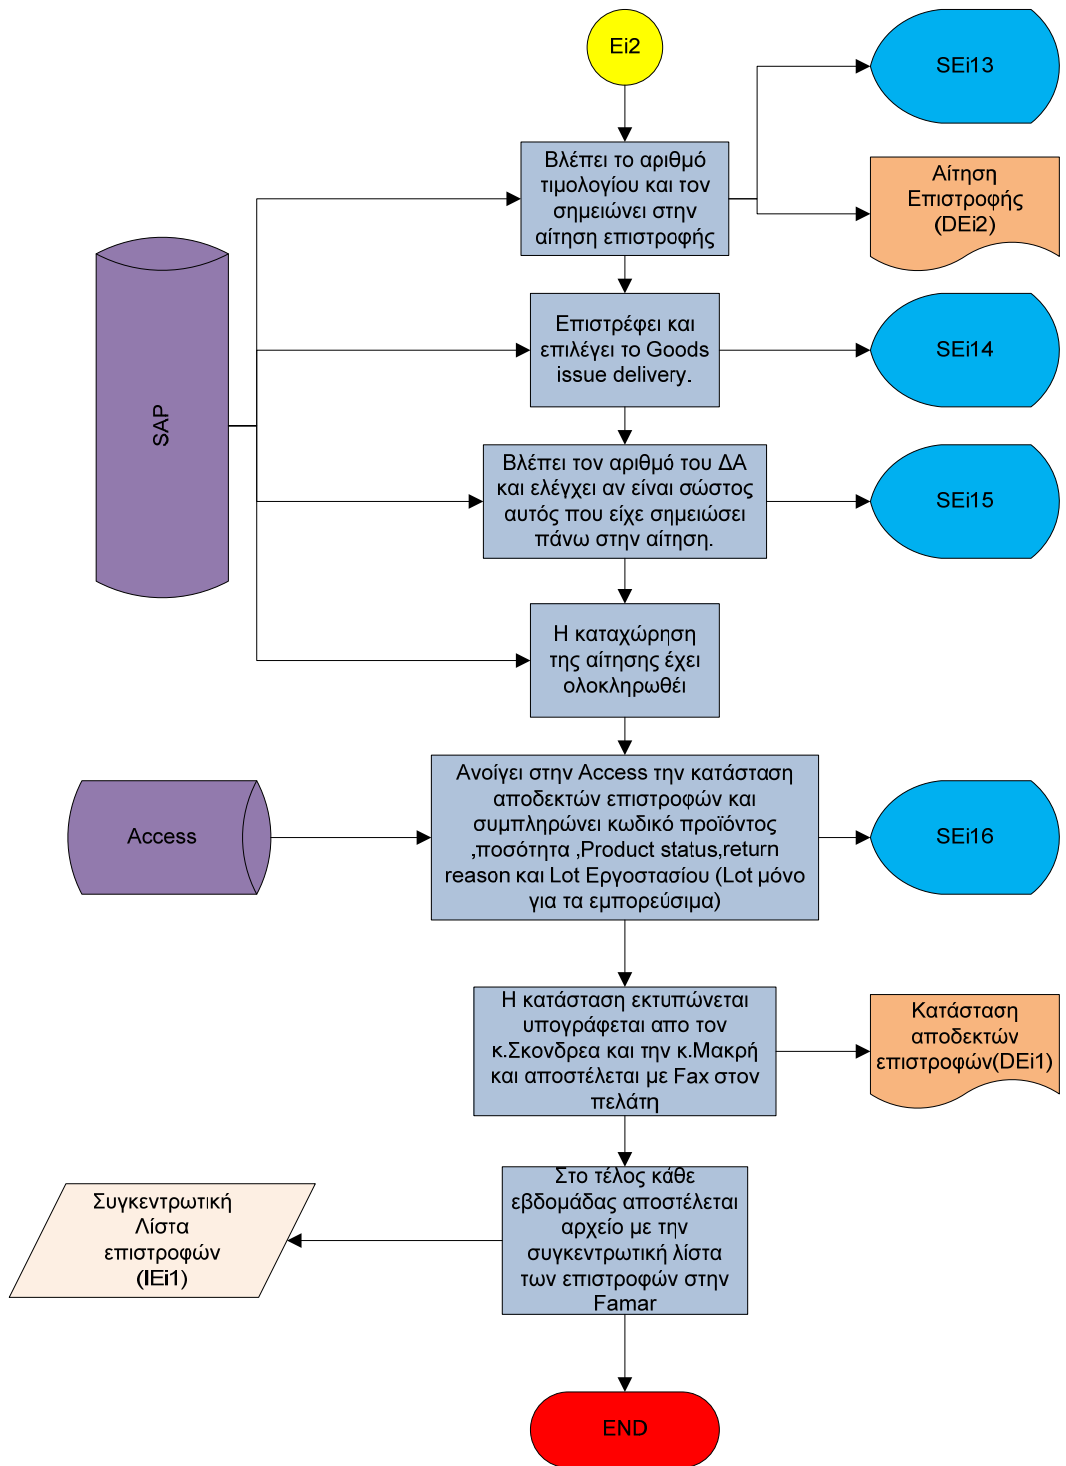 Ei2
SEi13
Βλέπει το αριθμό
τιμολογίου και τον
σημειώνει στην
αίτηση επιστροφής
Αίτηση
Επιστροφής
(DEi2)
SAP
Επιστρέφει και
επιλέγει το Goods
issue delivery.
SEi14
Βλέπει τον αριθμό του ΔΑ
και ελέγχει αν είναι σώστος
αυτός που είχε σημειώσει
πάνω στην αίτηση.
SEi15
Η καταχώρηση
της αίτησης έχει
ολοκληρωθέι
Access
Ανοίγει στην Access την κατάσταση
αποδεκτών επιστροφών και
συμπληρώνει κωδικό προϊόντος
,ποσότητα ,Product status,return
reason και Lot Εργοστασίου (Lot μόνο
για τα εμπορεύσιμα)
SEi16
Η κατάσταση εκτυπώνεται
υπογράφεται απο τον
κ.Σκονδρεα και την κ.Μακρή
και αποστέλεται με Fax στον
πελάτη
Κατάσταση
αποδεκτών
επιστροφών(DEi1)
Συγκεντρωτική
Λίστα
επιστροφών
(IEi1)
Στο τέλος κάθε
εβδομάδας αποστέλεται
αρχείο με την
συγκεντρωτική λίστα
των επιστροφών στην
Famar
END